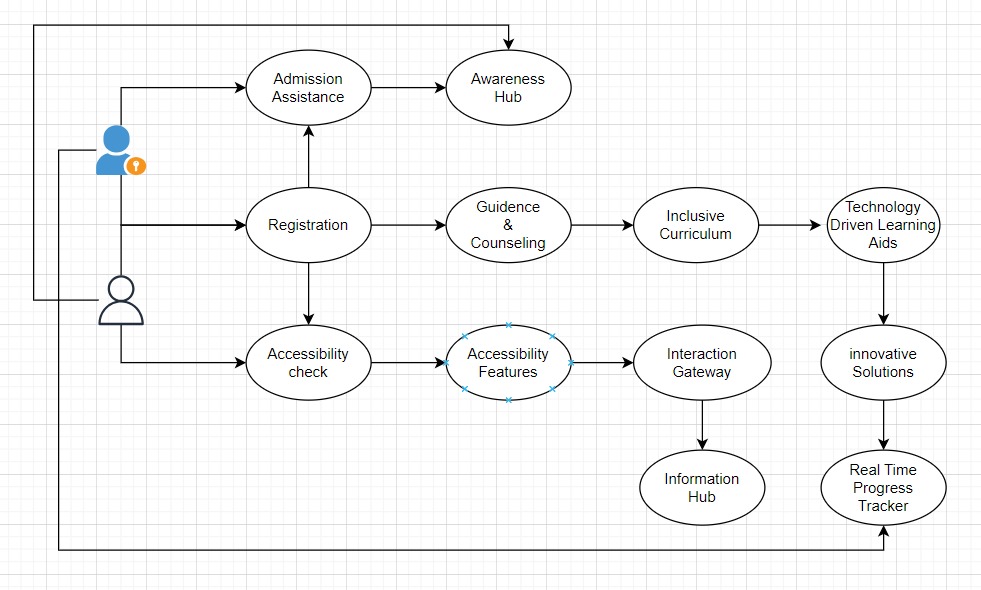 Admission
Assistance
Awareness
Hub
Registration
Guidence
&
Counseling
Inclusive
Curriculum
Technology
Driven Learning
Aids
Accessibility
check
Accessibility
Features
Interaction
Gateway
innovative
Solutions
Information
Hub
Real Time
Progress
Tracker